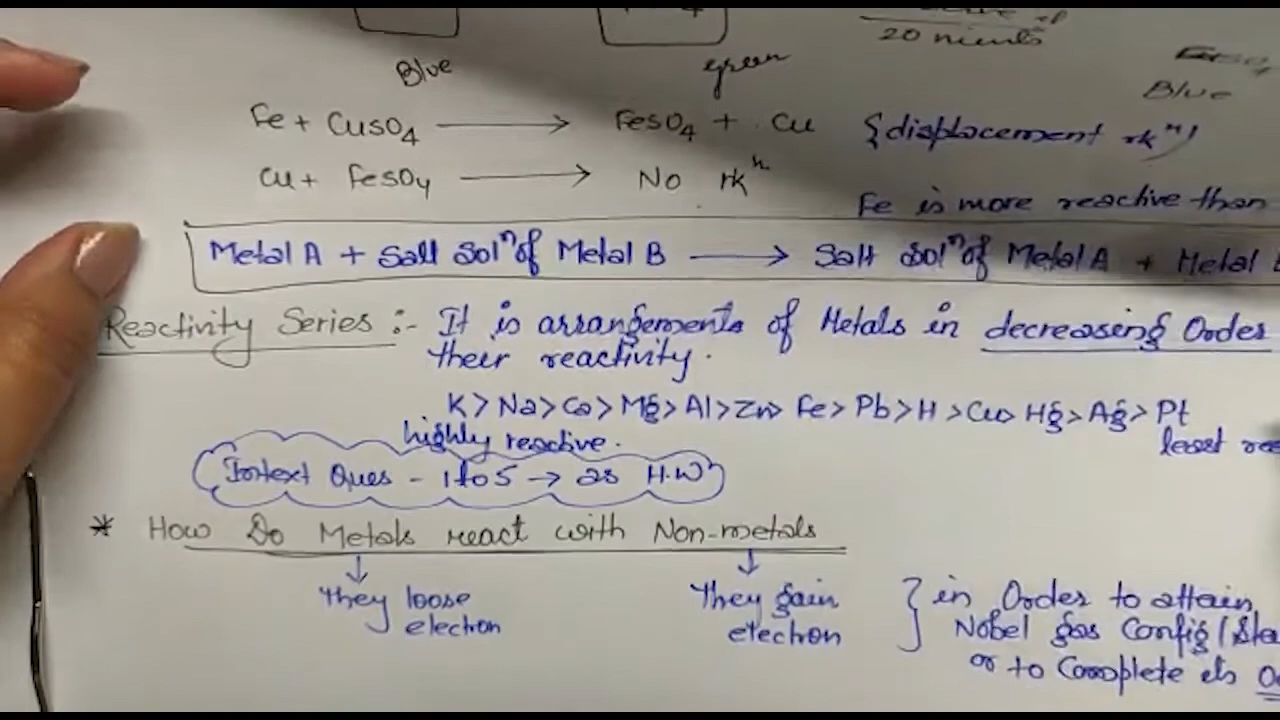 20 nients
Blue
green
Blue
Fe + CuSO4 → FeSO4 + Cu {displacement rkⁿ)
Cu + FeSO4 → No rkⁿ
Fe is more reactive than
Metal A + Salt Solⁿ of Metal B → Salt Solⁿ of Metal A + Metal
Reactivity Series :- It is arrangements of Metals in decreasing Order
their reactivity.
K > Na > Ca > Mg > Al > Zn > Fe > Pb > H > Cu > Hg > Ag > Pt
highly reactive.
least
Intext Ques - 1 to 5 → as H.W
* How Do Metals react with Non-metals
↓ ↓
They loose They gain } in Order to attain
electron electron Nobel gas Config
or to Complete its